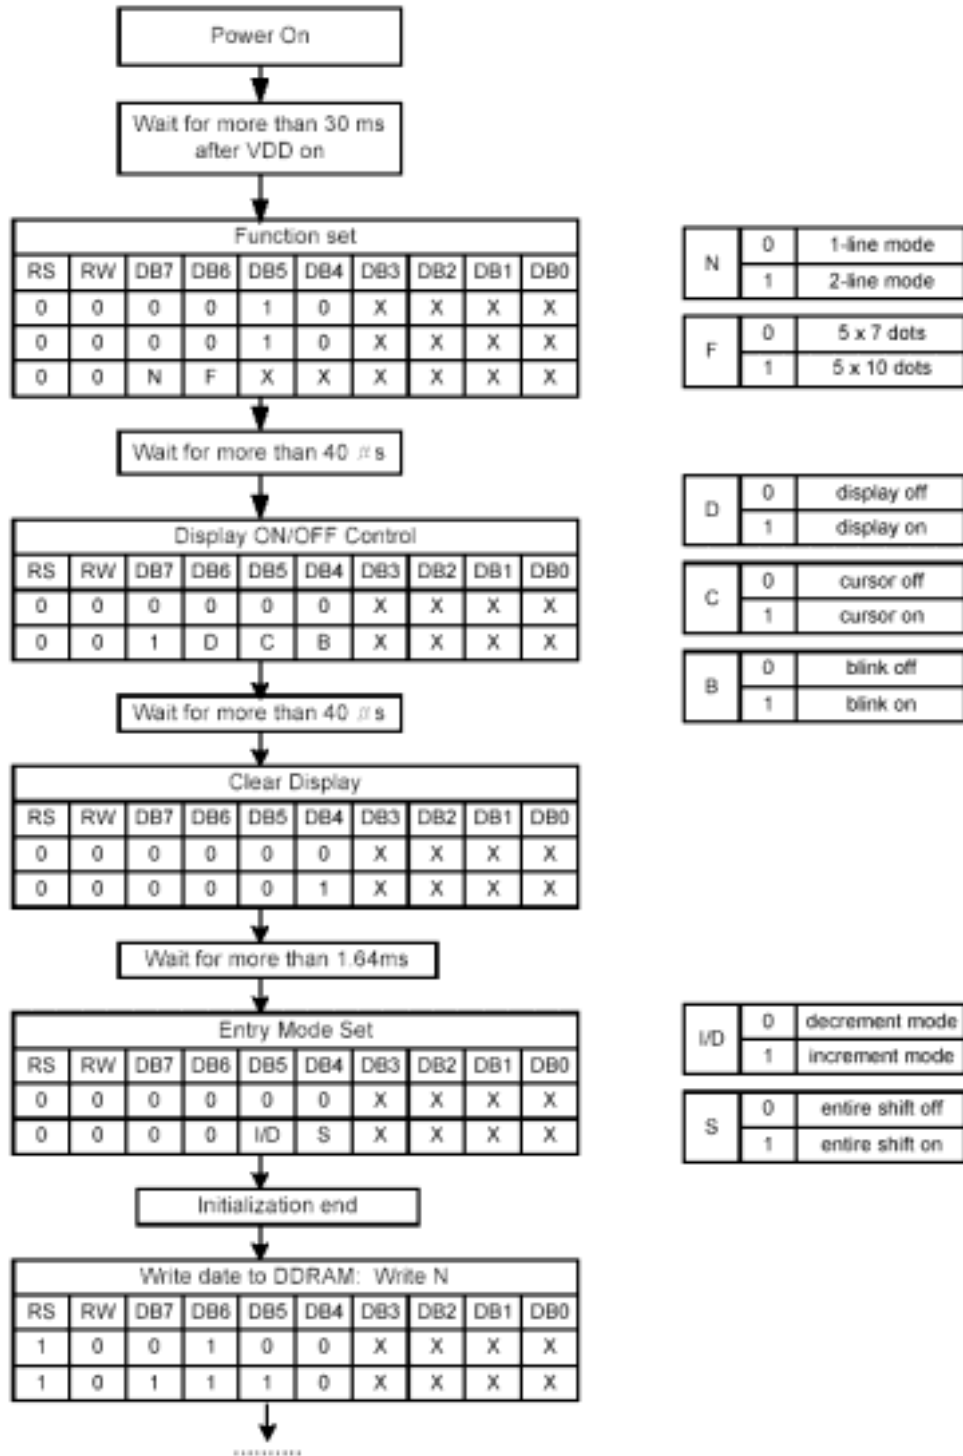 Power On
Wait for more than 30 ms
after VDD on
Function set
RS RW DB7 DB6 DB5 DB4 DB3 DB2 DB1 DB0
0 0 0 0 1 0 X X X X
0 0 0 0 1 0 X X X X
0 0 N F X X X X X X
N 0 1-line mode
1 2-line mode
F 0 5 x 7 dots
1 5 x 10 dots
Wait for more than 40 μs
Display ON/OFF Control
RS RW DB7 DB6 DB5 DB4 DB3 DB2 DB1 DB0
0 0 0 0 0 0 X X X X
0 0 1 D C B X X X X
D 0 display off
1 display on
C 0 cursor off
1 cursor on
B 0 blink off
1 blink on
Wait for more than 40 μs
Clear Display
RS RW DB7 DB6 DB5 DB4 DB3 DB2 DB1 DB0
0 0 0 0 0 0 X X X X
0 0 0 0 0 1 X X X X
Wait for more than 1.64ms
Entry Mode Set
RS RW DB7 DB6 DB5 DB4 DB3 DB2 DB1 DB0
0 0 0 0 0 0 X X X X
0 0 0 0 I/D S X X X X
I/D 0 decrement mode
1 increment mode
S 0 entire shift off
1 entire shift on
Initialization end
Write date to DDRAM: Write N
RS RW DB7 DB6 DB5 DB4 DB3 DB2 DB1 DB0
1 0 0 1 0 0 X X X X
1 0 1 1 1 0 X X X X
..........